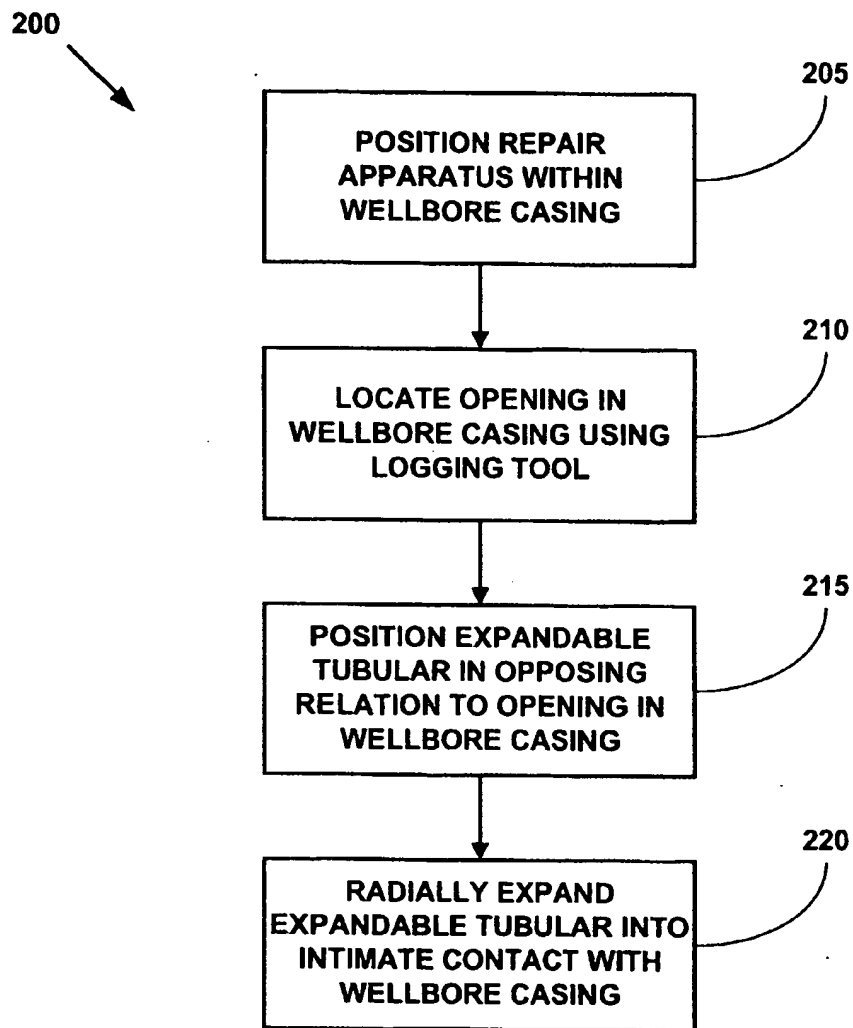 200
205
POSITION REPAIR
APPARATUS WITHIN
WELLBORE CASING
210
LOCATE OPENING IN
WELLBORE CASING USING
LOGGING TOOL
215
POSITION EXPANDABLE
TUBULAR IN OPPOSING
RELATION TO OPENING IN
WELLBORE CASING
220
RADIALLY EXPAND
EXPANDABLE TUBULAR INTO
INTIMATE CONTACT WITH
WELLBORE CASING